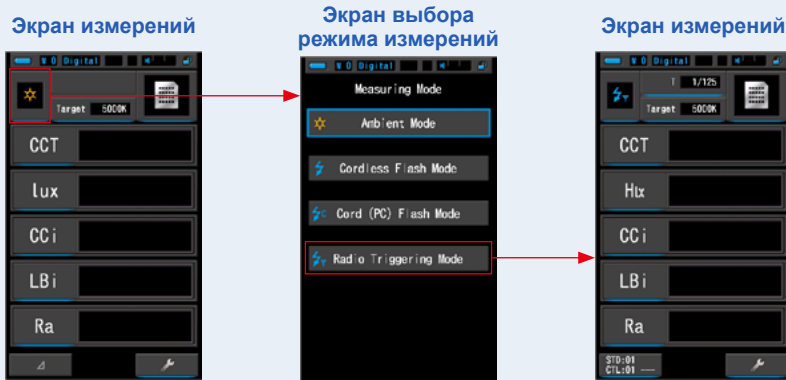 Экран измерений
Digital
Target 5000K
CCT
lux
CCi
LBi
Ra
Экран выбора
режима измерений
Digital
Measuring Mode
Ambient Mode
Cordless Flash Mode
Cord (PC) Flash Mode
Radio Triggering Mode
Экран измерений
Digital
T 1/125
Target 5000K
CCT
Hlx
CCi
LBi
Ra
STD:01
CTL:01 ---